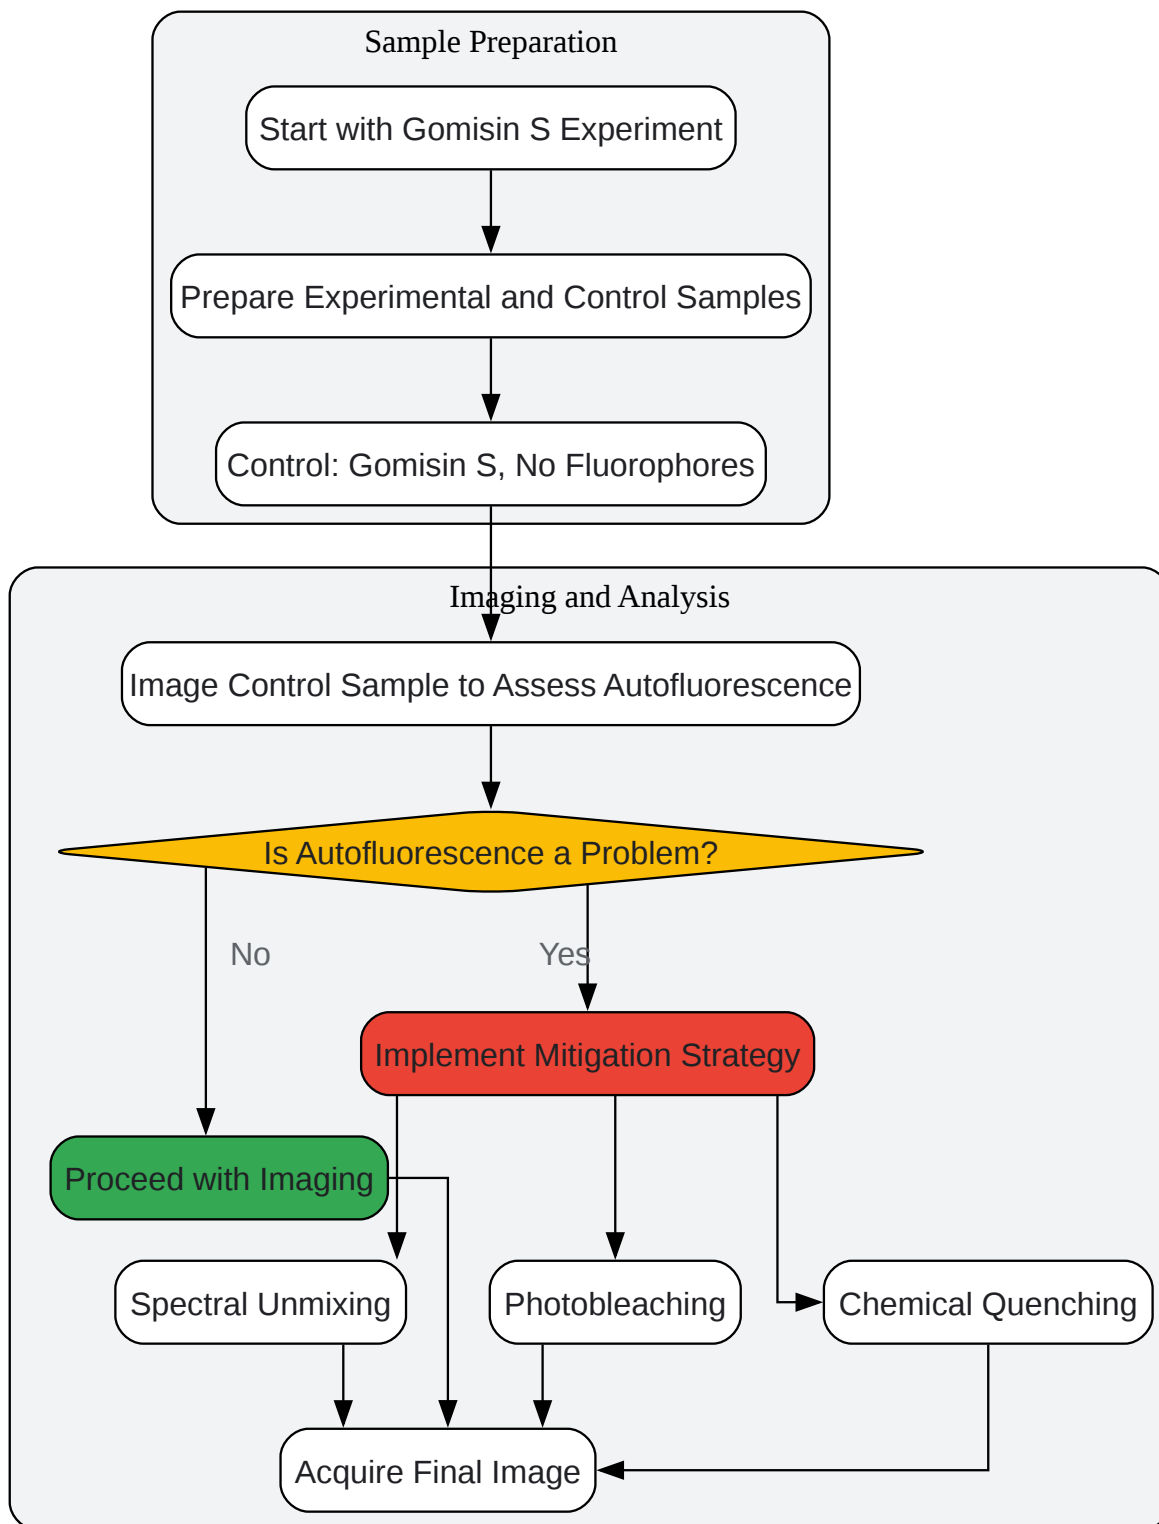 Sample Preparation
Start with Gomisin S Experiment
Prepare Experimental and Control Samples
Control: Gomisin S, No Fluorophores
Imaging and Analysis
Image Control Sample to Assess Autofluorescence
Is Autofluorescence a Problem?
No
Yes
Implement Mitigation Strategy
Proceed with Imaging
Spectral Unmixing
Photobleaching
Chemical Quenching
Acquire Final Image